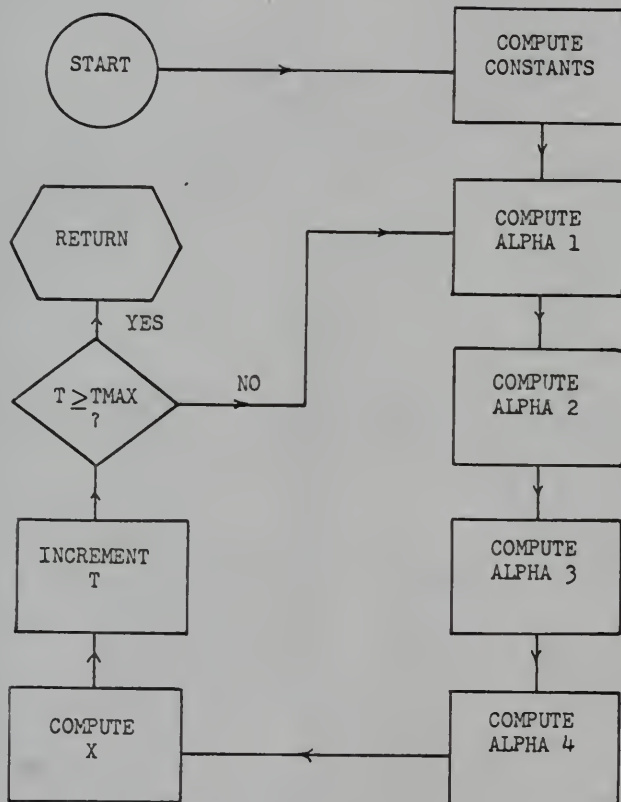 START
COMPUTE
CONSTANTS
COMPUTE
ALPHA 1
COMPUTE
ALPHA 2
COMPUTE
ALPHA 3
COMPUTE
ALPHA 4
COMPUTE
X
INCREMENT
T
T ≥ TMAX
?
YES
NO
RETURN